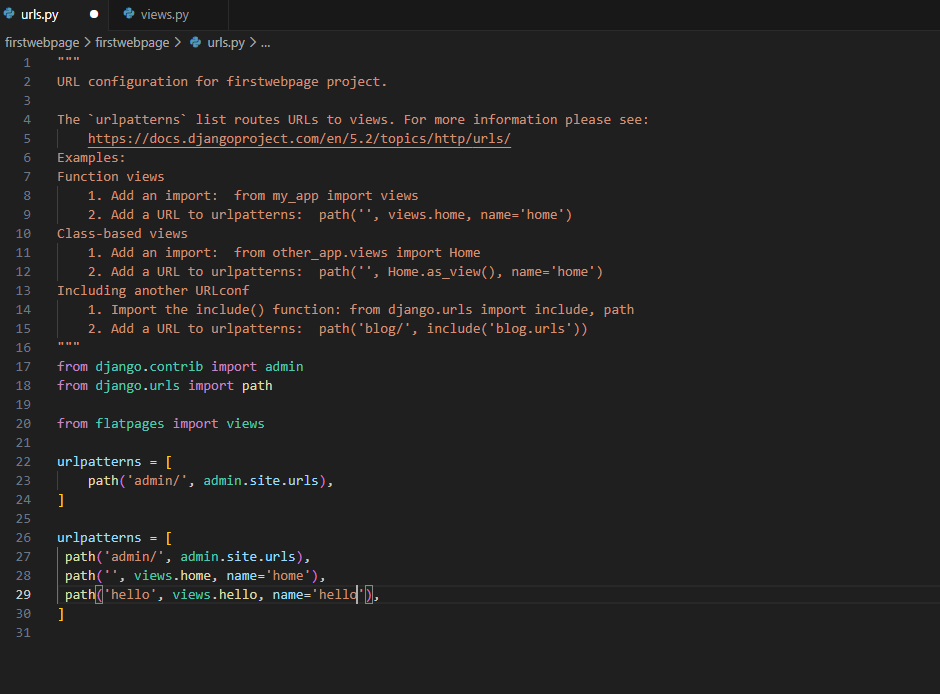 urls.py
views.py
firstwebpage > firstwebpage > urls.py > ...
1 """
2 URL configuration for firstwebpage project.
3
4 The `urlpatterns` list routes URLs to views. For more information please see:
5     https://docs.djangoproject.com/en/5.2/topics/http/urls/
6 Examples:
7 Function views
8     1. Add an import:  from my_app import views
9     2. Add a URL to urlpatterns:  path('', views.home, name='home')
10 Class-based views
11     1. Add an import:  from other_app.views import Home
12     2. Add a URL to urlpatterns:  path('', Home.as_view(), name='home')
13 Including another URLconf
14     1. Import the include() function: from django.urls import include, path
15     2. Add a URL to urlpatterns:  path('blog/', include('blog.urls'))
16 """
17 from django.contrib import admin
18 from django.urls import path
19
20 from flatpages import views
21
22 urlpatterns = [
23     path('admin/', admin.site.urls),
24 ]
25
26 urlpatterns = [
27  path('admin/', admin.site.urls),
28  path('', views.home, name='home'),
29  path('hello', views.hello, name='hello'),
30 ]
31